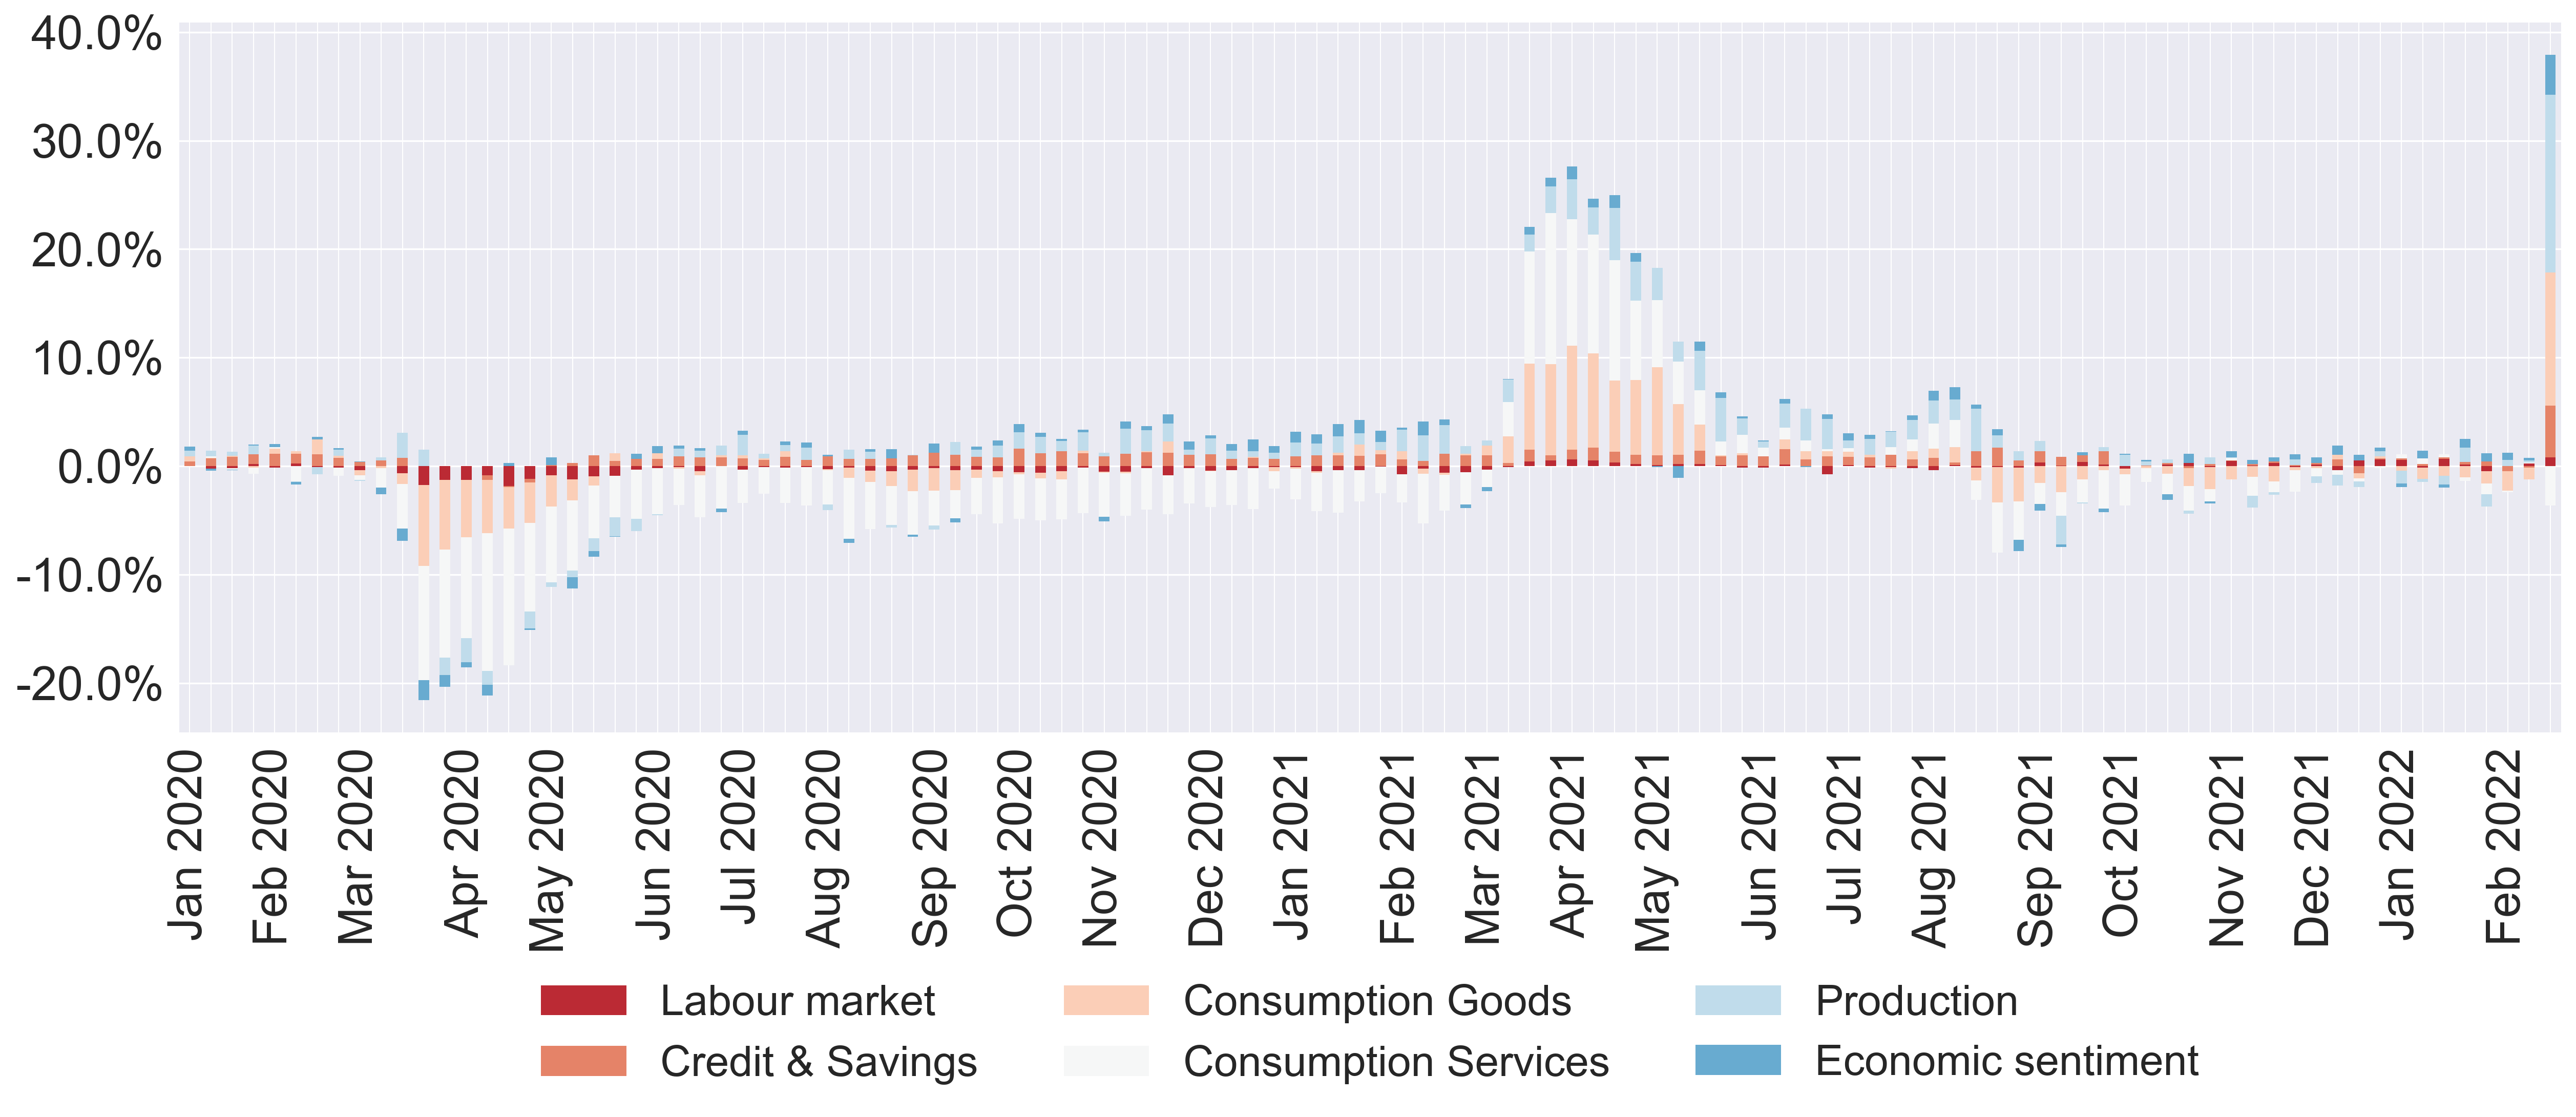 40.0%
30.0%
20.0%
10.0%
0.0%
-10.0%
-20.0%
Jan 2020
Feb 2020
Mar 2020
Apr 2020
May 2020
Jun 2020
Jul 2020
Aug 2020
Sep 2020
Oct 2020
Nov 2020
Dec 2020
Jan 2021
Feb 2021
Mar 2021
Apr 2021
May 2021
Jun 2021
Jul 2021
Aug 2021
Sep 2021
Oct 2021
Nov 2021
Dec 2021
Jan 2022
Feb 2022
Labour market
Credit & Savings
Consumption Goods
Consumption Services
Production
Economic sentiment